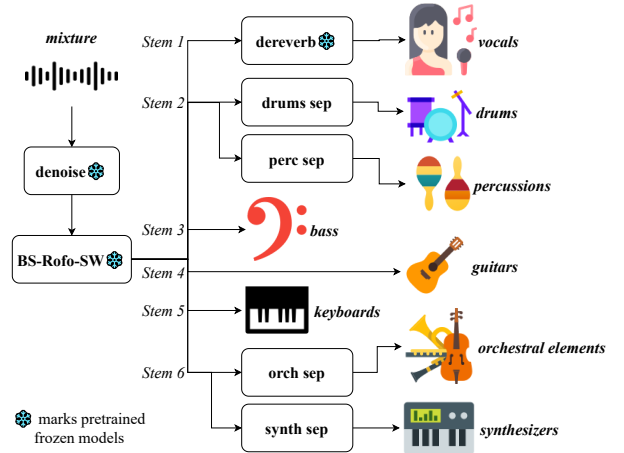 mixture
denoise
BS-Rofo-SW
Stem 1
dereverb
vocals
Stem 2
drums sep
drums
perc sep
percussions
Stem 3
bass
Stem 4
guitars
Stem 5
keyboards
Stem 6
orch sep
orchestral elements
synth sep
synthesizers
marks pretrained
frozen models